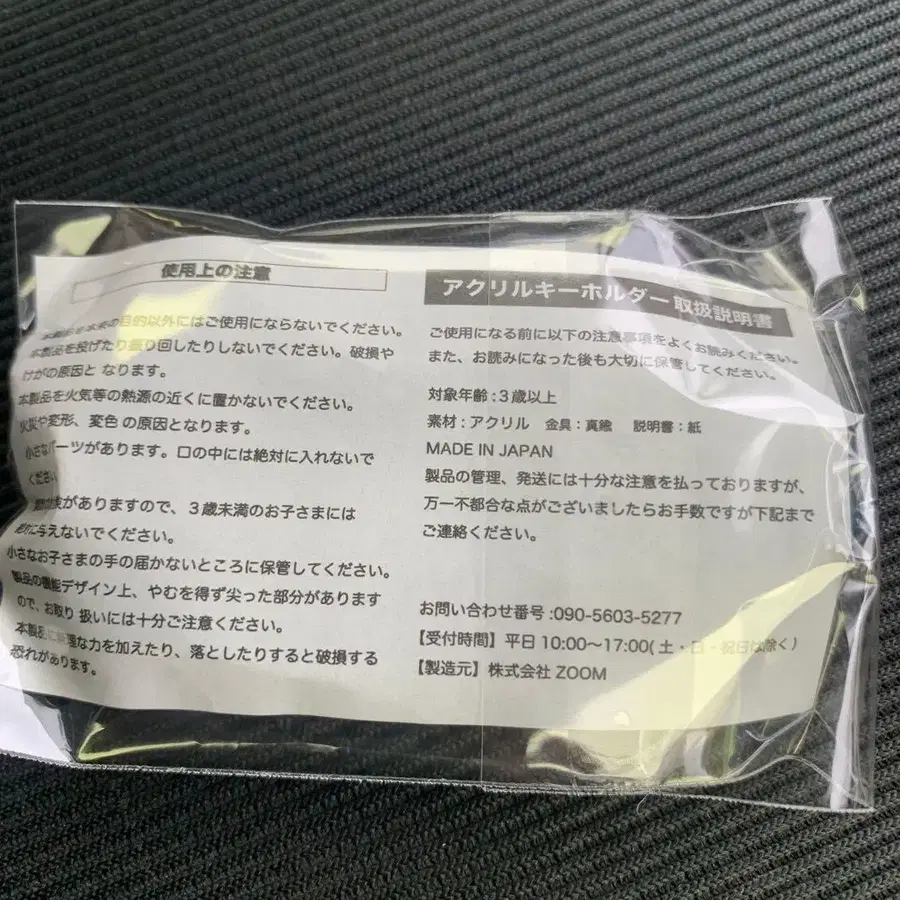 使用上の注意
本製品を本来の目的以外にはご使用にならないでください。
本製品を投げたり振り回したりしないでください。破損や
けがの原因と なります。
本製品を火気等の熱源の近くに置かないでください。
火災や変形、変色 の原因となります。
小さなパーツがあります。口の中には絶対に入れないで
ください。
がありますので、3歳未満のお子さまには
絶対に与えないでください。
小さなお子さまの手の届かないところに保管してください。
製品の機能デザイン上、やむを得ず尖った部分があります
ので、お取り 扱いには十分ご注意ください。
本製品に無理な力を加えたり、落としたりすると破損する
恐れがあります。
アクリルキーホルダー 取扱説明書
ご使用になる前に以下の注意事項をよくお読みください。
また、お読みになった後も大切に保管してください。
対象年齢 : 3 歳以上
素材 : アクリル 金具 : 真鍮 説明書 : 紙
MADE IN JAPAN
製品の管理、発送には十分な注意を払っておりますが、
万一不都合な点がございましたらお手数ですが下記まで
ご連絡ください。
お問い合わせ番号 :090-5603-5277
【受付時間】平日 10:00〜17:00( 土・日・祝日は除く )
【製造元】株式会社 ZOOM